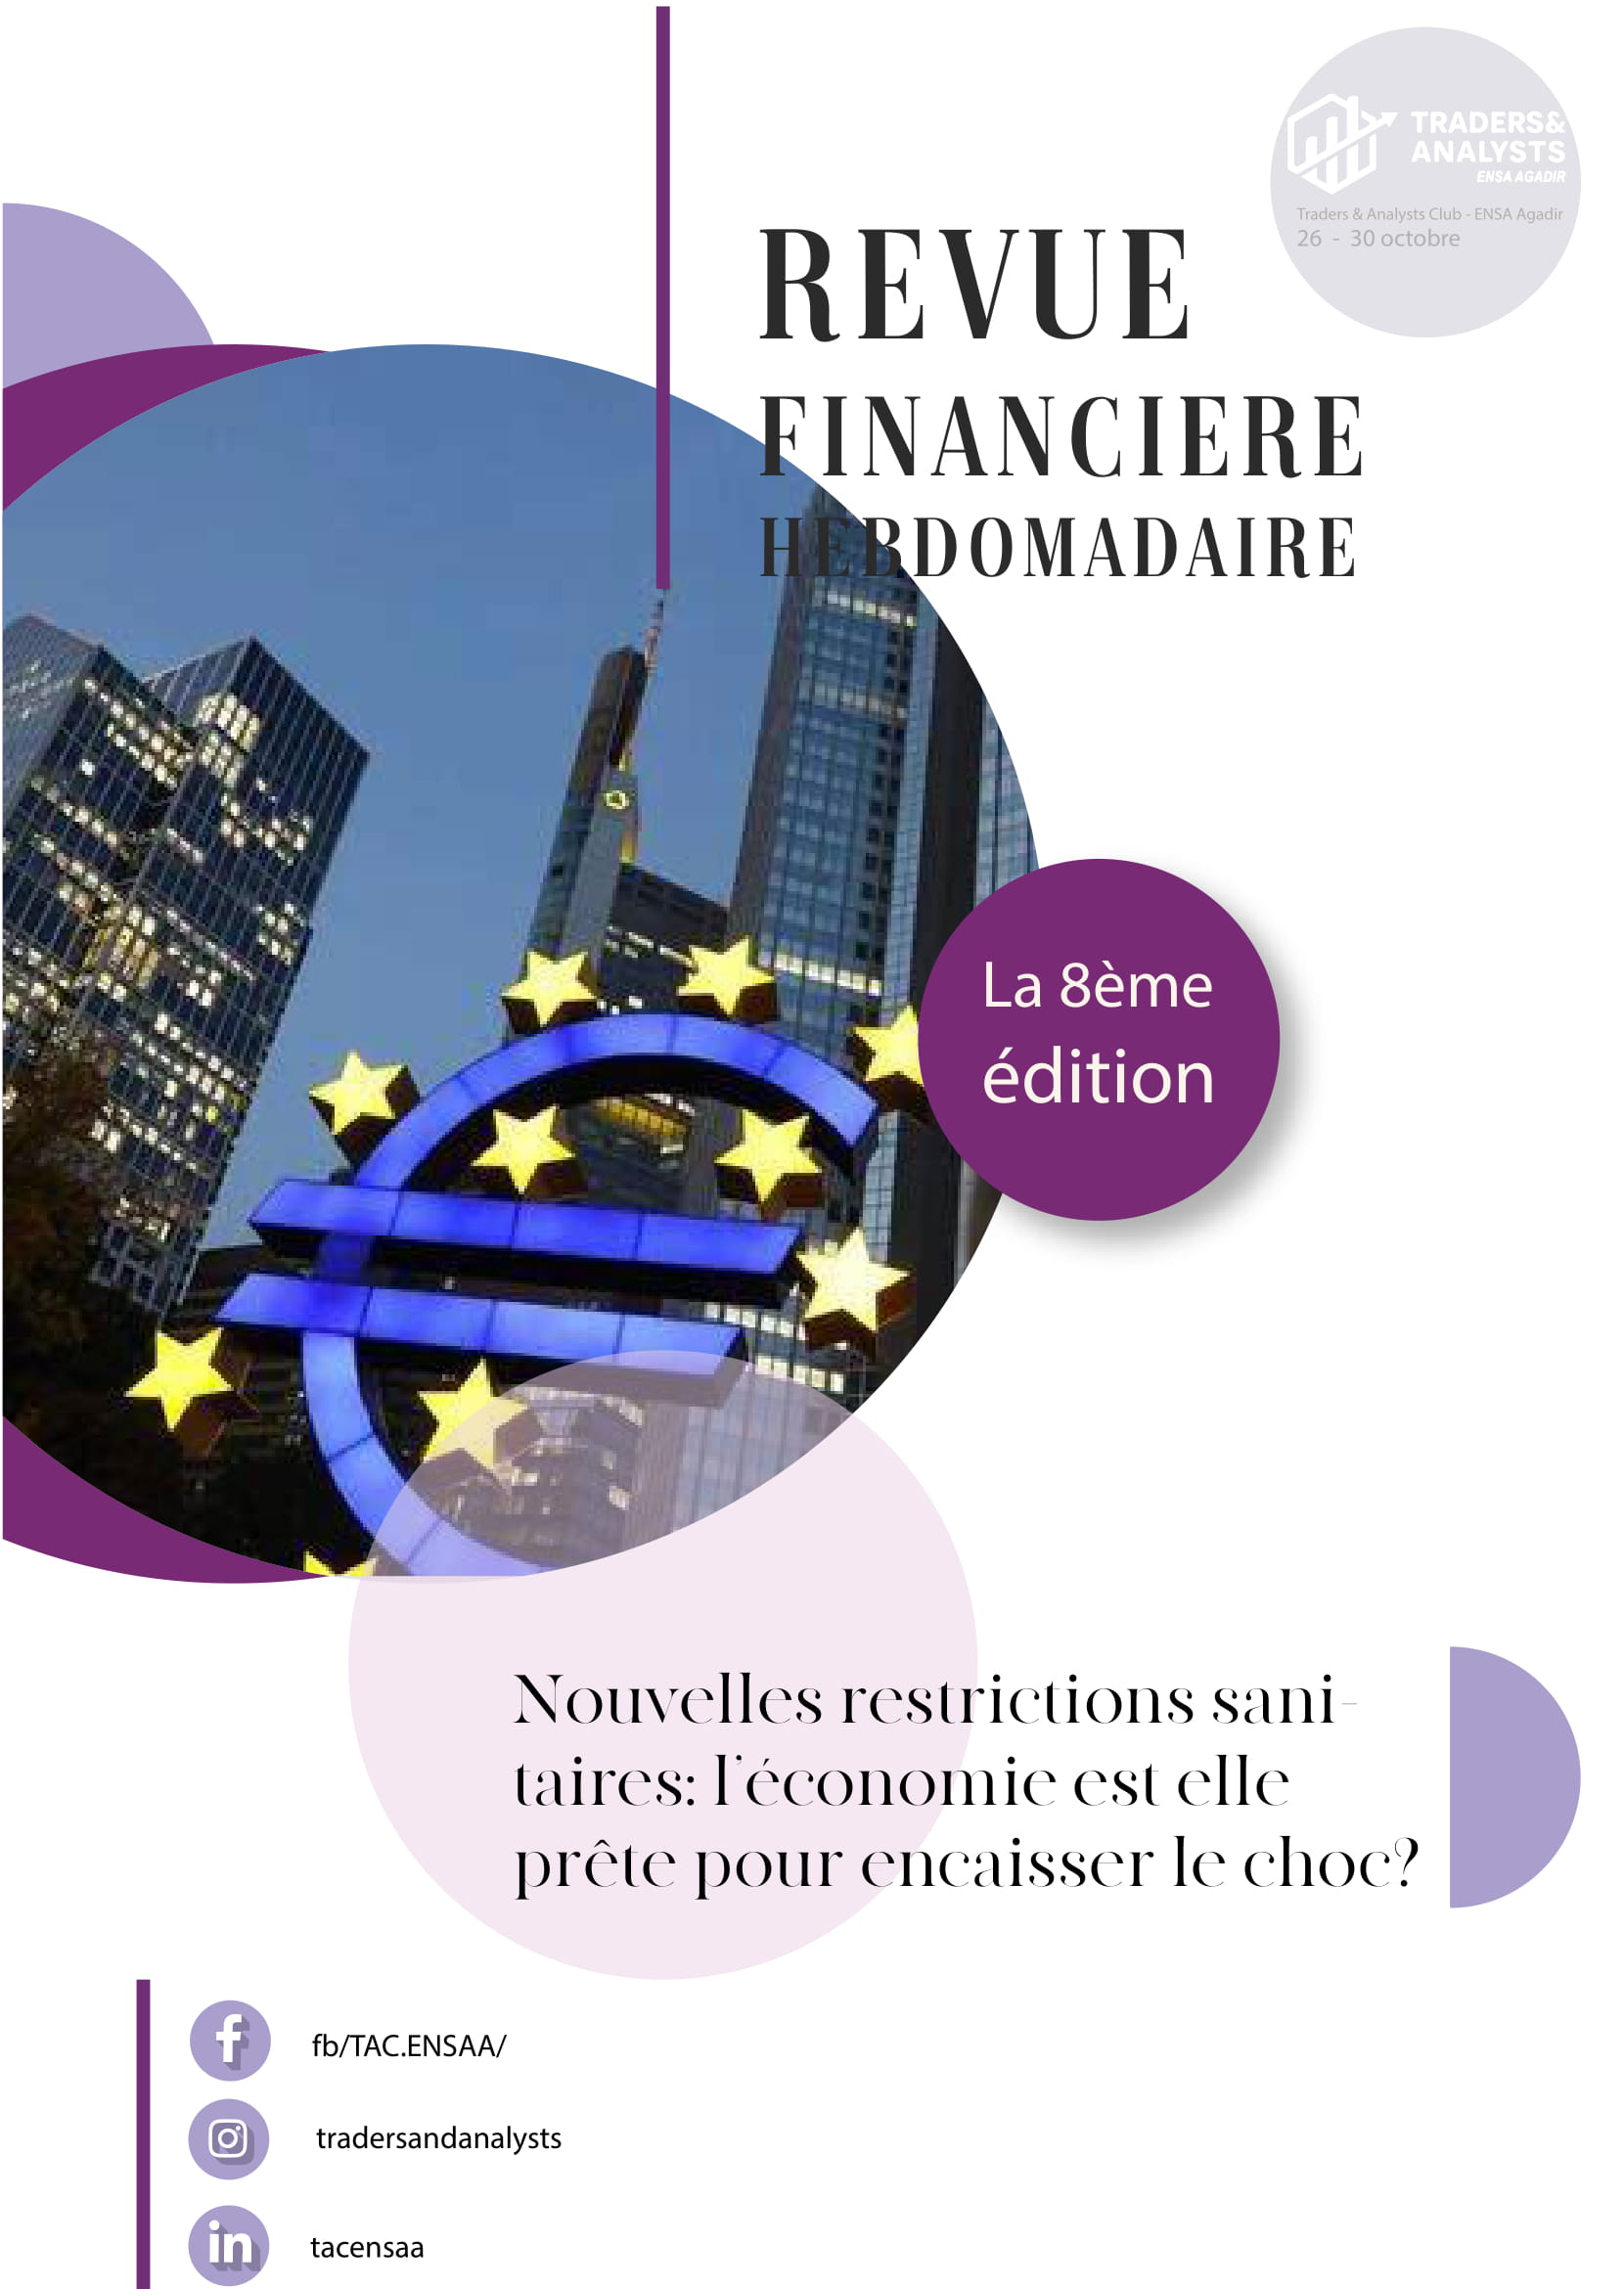 TRADERS&
ANALYSTS
ENSA AGADIR
Traders & Analysts Club - ENSA Agadir
26 - 30 octobre
REVUE
FINANCIERE
HEBDOMADAIRE
La 8ème
édition
Nouvelles restrictions sani-
taires: l'économie est elle
prête pour encaisser le choc?
fb/TAC.ENSAA/
tradersandanalysts
in
tacensaa